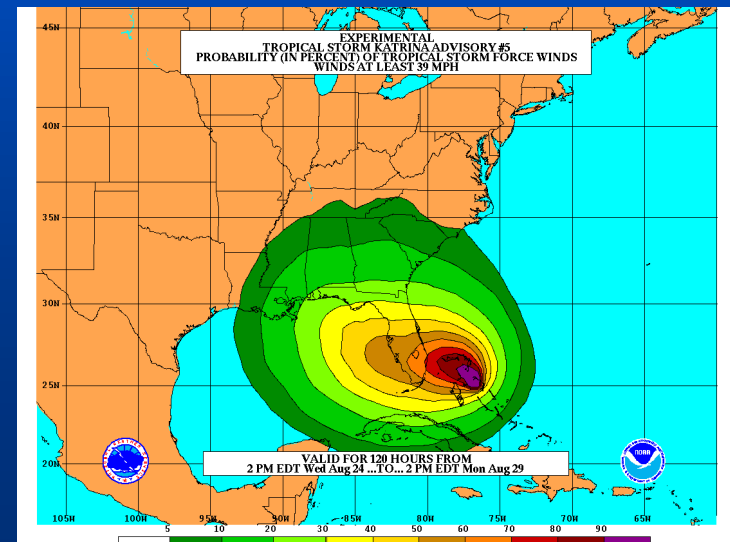 EXPERIMENTAL
TROPICAL STORM KATRINA ADVISORY #5
PROBABILITY (IN PERCENT) OF TROPICAL STORM FORCE WINDS
WINDS AT LEAST 39 MPH
45N
40N
35N
30N
25N
20N
NOAA
VALID FOR 120 HOURS FROM
2 PM EDT Wed Aug 24 ...TO... 2 PM EDT Mon Aug 29
105W 100W 95W 90W 85W 80W 75W 70W 65W
5 10 20 30 40 50 60 70 80 90